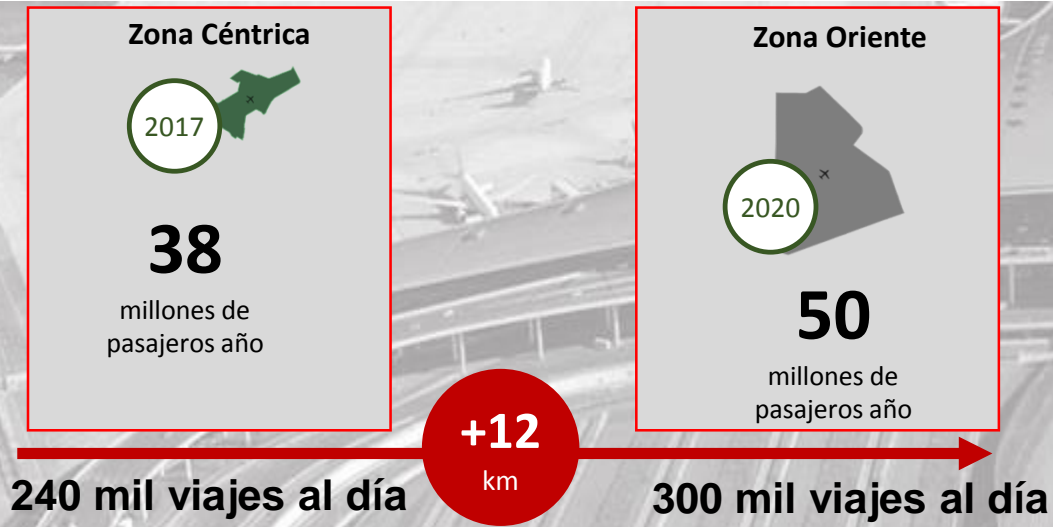 Zona Céntrica
2017
38
millones de
pasajeros año
Zona Oriente
2020
50
millones de
pasajeros año
+12
km
240 mil viajes al día
300 mil viajes al día